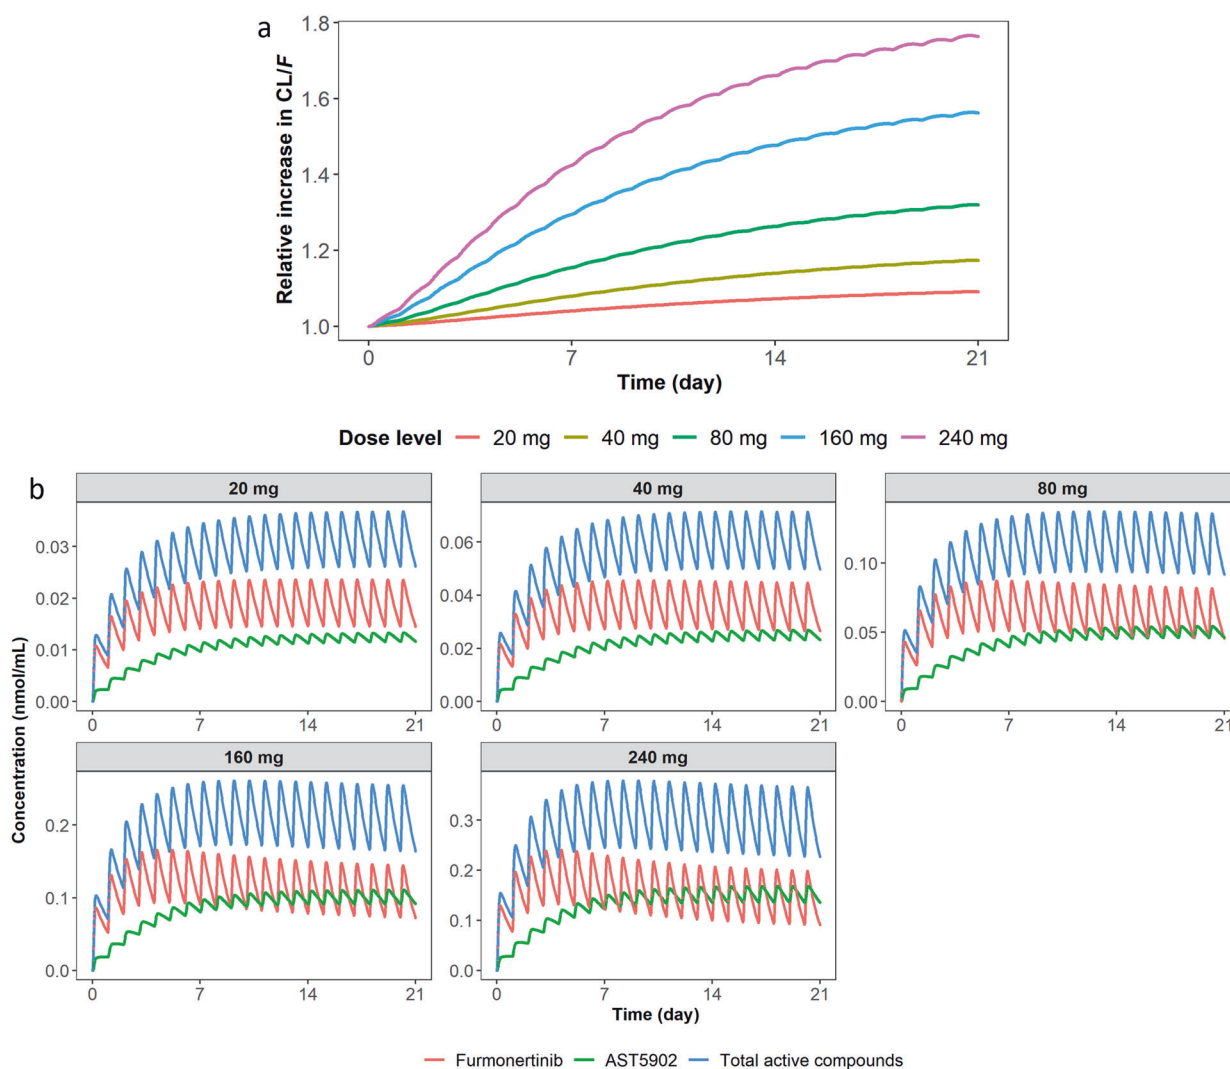 a
Relative increase in CL/F
1.8
1.6
1.4
1.2
1.0
0 7 14 21
Time (day)
Dose level 20 mg 40 mg 80 mg 160 mg 240 mg
b
Concentration (nmol/mL)
20 mg 40 mg 80 mg
0.03
0.02
0.01
0.00
0 7 14 21
0.06
0.04
0.02
0.00
0 7 14 21
0.10
0.05
0.00
0 7 14 21
160 mg 240 mg
0.2
0.1
0.0
0 7 14 21
0.3
0.2
0.1
0.0
0 7 14 21
Time (day)
Furmonertinib AST5902 Total active compounds